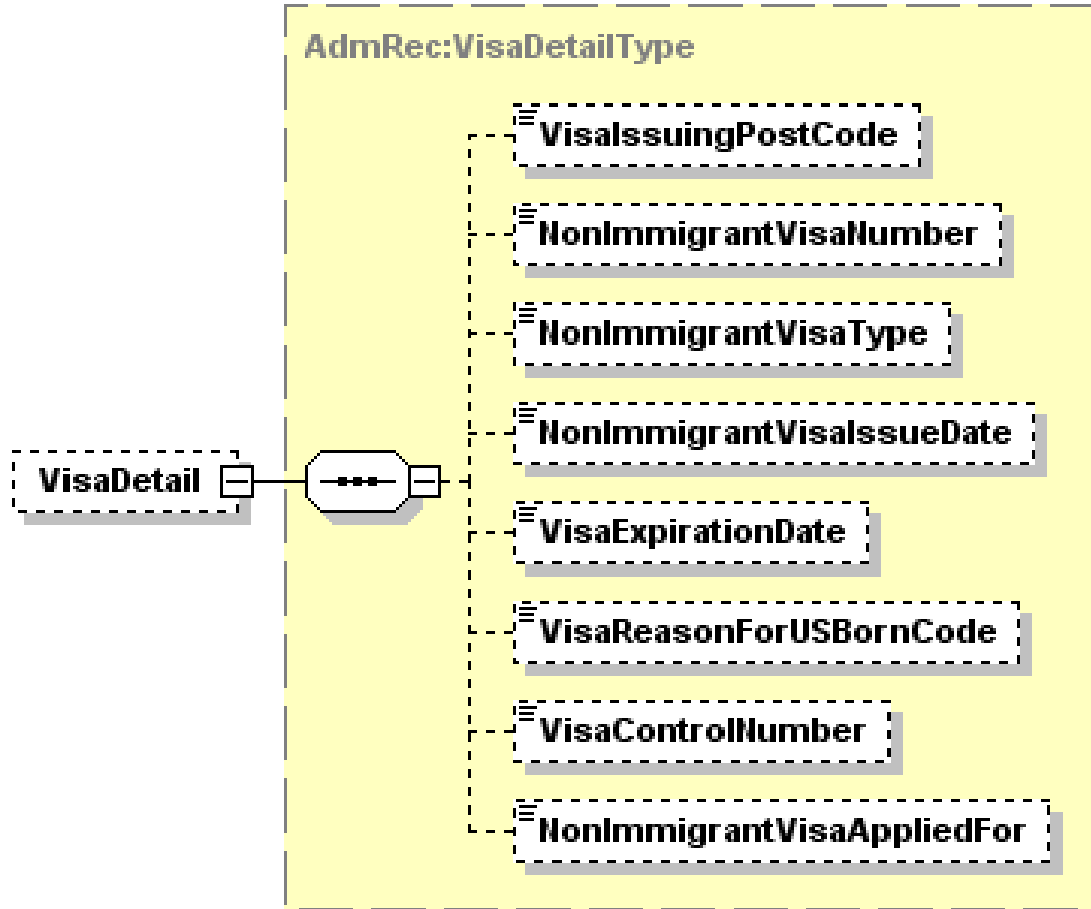 AdmRec:VisaDetailType
VisaIssuingPostCode
NonImmigrantVisaNumber
NonImmigrantVisaType
NonImmigrantVisaIssueDate
VisaDetail
VisaExpirationDate
VisaReasonForUSBornCode
VisaControlNumber
NonImmigrantVisaAppliedFor